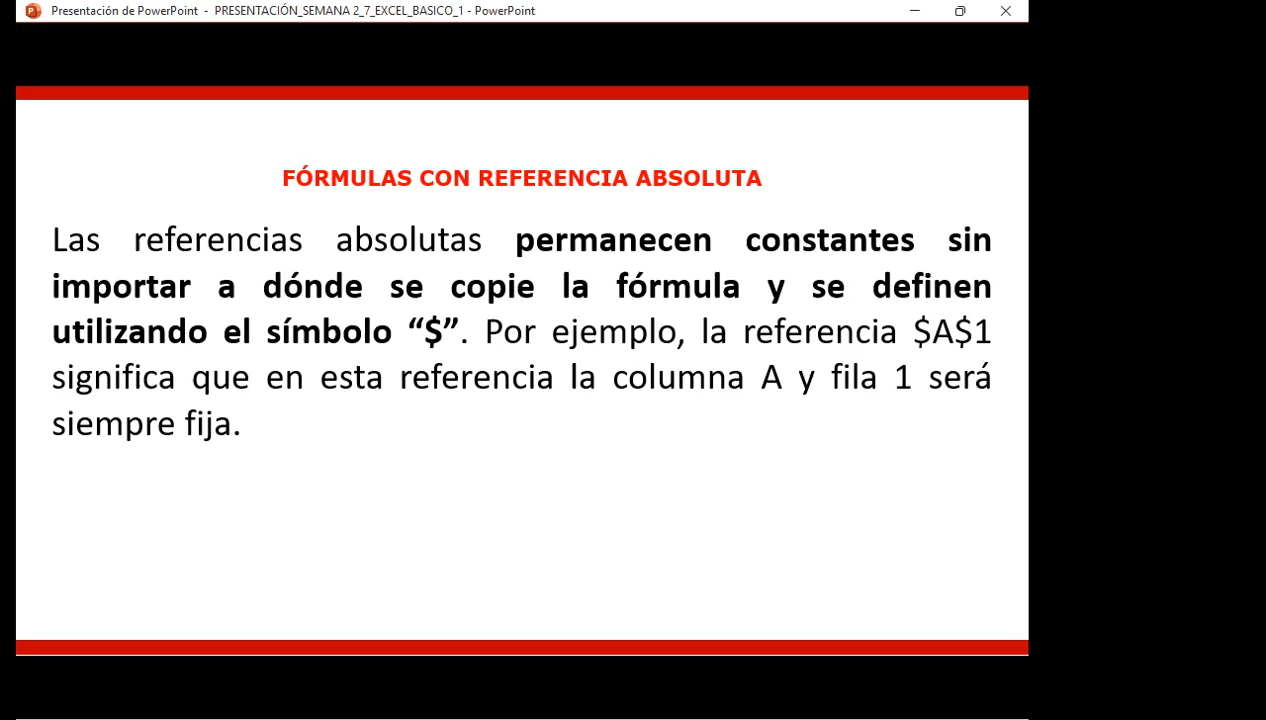 Presentación de PowerPoint - PRESENTACIÓN_SEMANA 2_7_EXCEL_BASICO_1 - PowerPoint
FÓRMULAS CON REFERENCIA ABSOLUTA
Las referencias absolutas permanecen constantes sin
importar a dónde se copie la fórmula y se definen
utilizando el símbolo “$”. Por ejemplo, la referencia $A$1
significa que en esta referencia la columna A y fila 1 será
siempre fija.